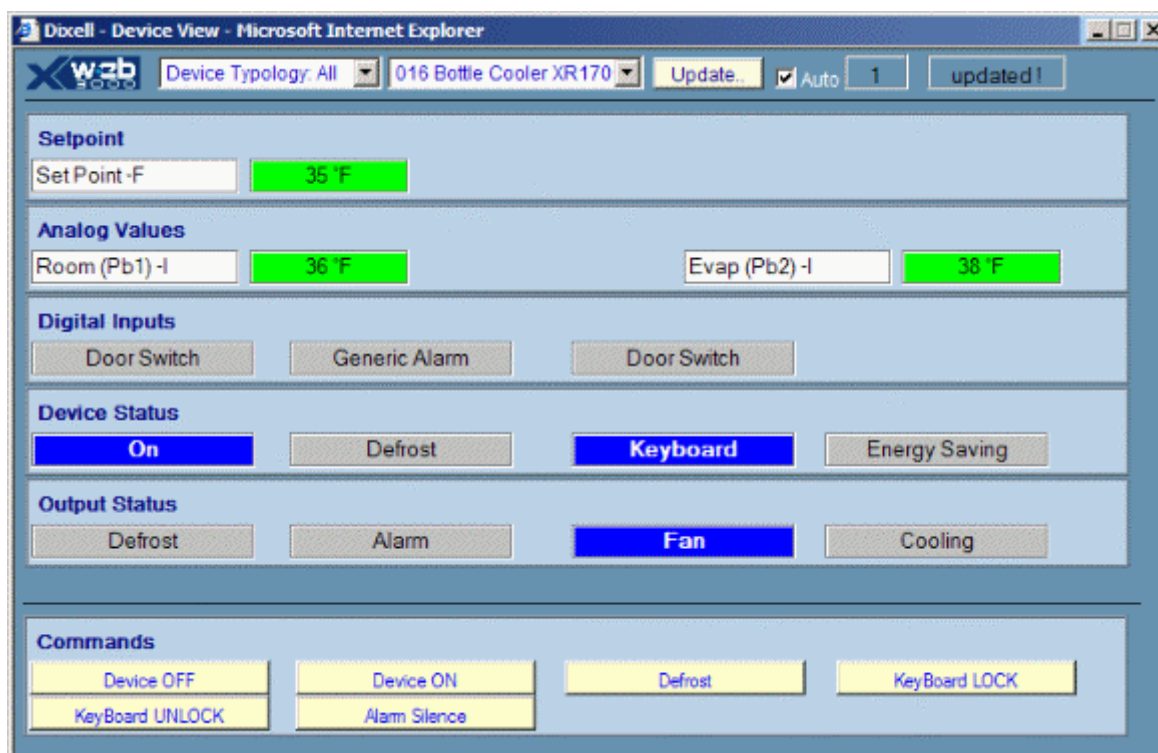 Dixell - Device View - Microsoft Internet Explorer
Xweb 3000 Device Typology: All 016 Bottle Cooler XR170 Update.. Auto 1 updated !
Setpoint
Set Point -F 35 °F
Analog Values
Room (Pb1) -I 36 °F Evap (Pb2) -I 38 °F
Digital Inputs
Door Switch Generic Alarm Door Switch
Device Status
On Defrost Keyboard Energy Saving
Output Status
Defrost Alarm Fan Cooling
Commands
Device OFF Device ON Defrost KeyBoard LOCK
KeyBoard UNLOCK Alarm Silence